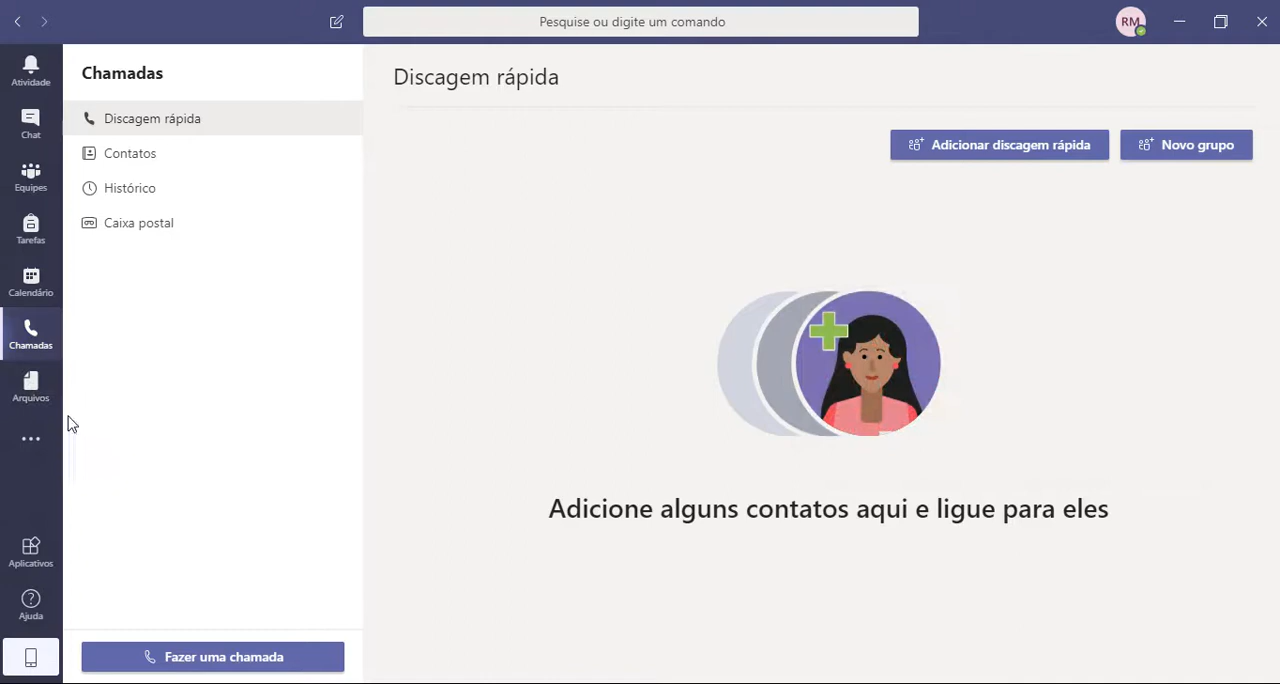 Pesquise ou digite um comando
RM
Atividade
Chat
Equipes
Tarefas
Calendário
Chamadas
Arquivos
Aplicativos
Ajuda
Chamadas
Discagem rápida
Contatos
Histórico
Caixa postal
Fazer uma chamada
Discagem rápida
Adicionar discagem rápida
Novo grupo
Adicione alguns contatos aqui e ligue para eles